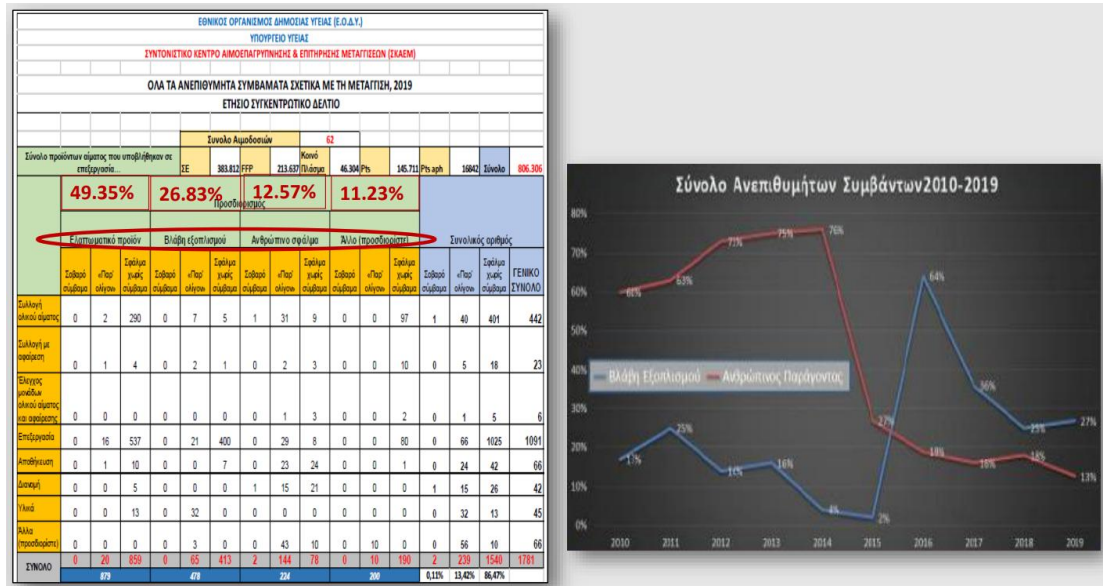 ΕΘΝΙΚΟΣ ΟΡΓΑΝΙΣΜΟΣ ΔΗΜΟΣΙΑΣ ΥΓΕΙΑΣ (Ε.Ο.Δ.Υ.)
ΥΠΟΥΡΓΕΙΟ ΥΓΕΙΑΣ
ΣΥΝΤΟΝΙΣΤΙΚΟ ΚΕΝΤΡΟ ΑΙΜΟΕΠΑΓΡΥΠΝΗΣΗΣ & ΕΠΙΤΗΡΗΣΗΣ ΜΕΤΑΓΓΙΣΕΩΝ (ΣΚΑΕΜ)
ΟΛΑ ΤΑ ΑΝΕΠΙΘΥΜΗΤΑ ΣΥΜΒΑΜΑΤΑ ΣΧΕΤΙΚΑ ΜΕ ΤΗ ΜΕΤΑΓΓΙΣΗ, 2019
ΕΤΗΣΙΟ ΣΥΓΚΕΝΤΡΩΤΙΚΟ ΔΕΛΤΙΟ
Συνολο Αιμοδοσιών 62
Σύνολο προϊόντων αίματος που υποβλήθηκαν σε επεξεργασία... ΣΕ 383.812 FFP 213.637 Κοινό Πλάσμα 46.304 Pts 145.711 Pts aph 16842 Σύνολο 806.306
49.35% 26.83% 12.57% 11.23%
Προσδιορισμός
Ελαττωματικό προϊόν Βλάβη εξοπλισμού Ανθρώπινο σφάλμα Άλλο (προσδιορίστε) Συνολικός αριθμός
Σοβαρό σύμβαμα «Παρ' ολίγον» Σφάλμα χωρίς σύμβαμα Σοβαρό σύμβαμα «Παρ' ολίγον» Σφάλμα χωρίς σύμβαμα Σοβαρό σύμβαμα «Παρ' ολίγον» Σφάλμα χωρίς σύμβαμα Σοβαρό σύμβαμα «Παρ' ολίγον» Σφάλμα χωρίς σύμβαμα Σοβαρό σύμβαμα «Παρ' ολίγον» Σφάλμα χωρίς σύμβαμα ΓΕΝΙΚΟ ΣΥΝΟΛΟ
Συλλογή ολικού αίματος 0 2 290 0 7 5 1 31 9 0 0 97 1 40 401 442
Συλλογή με αφαίρεση 0 1 4 0 2 1 0 2 3 0 0 10 0 5 18 23
Έλεγχος μονάδων ολικού αίματος και αφαίρεσης 0 0 0 0 0 0 0 1 3 0 0 2 0 1 5 6
Επεξεργασία 0 16 537 0 21 400 0 29 8 0 0 80 0 66 1025 1091
Αποθήκευση 0 1 10 0 0 7 0 23 24 0 0 1 0 24 42 66
Διανομή 0 0 5 0 0 0 1 15 21 0 0 0 1 15 26 42
Υλικά 0 0 13 0 32 0 0 0 0 0 0 0 0 32 13 45
Άλλα (προσδιορίστε) 0 0 0 0 3 0 0 43 10 0 10 0 0 56 10 66
ΣΥΝΟΛΟ 0 20 859 0 65 413 2 144 78 0 10 190 2 239 1540 1781
879 478 224 200 0,11% 13,42% 86,47%
Σύνολο Ανεπιθυμήτων Συμβάντων2010-2019
80%
70%
60%
50%
40%
30%
20%
10%
0%
60% 63% 73% 75% 76% 27% 19% 16% 18% 13%
17% 25% 14% 16% 4% 2% 64% 36% 25% 27%
Βλάβη Εξοπλισμού Ανθρώπινος Παράγοντας
2010 2011 2012 2013 2014 2015 2016 2017 2018 2019